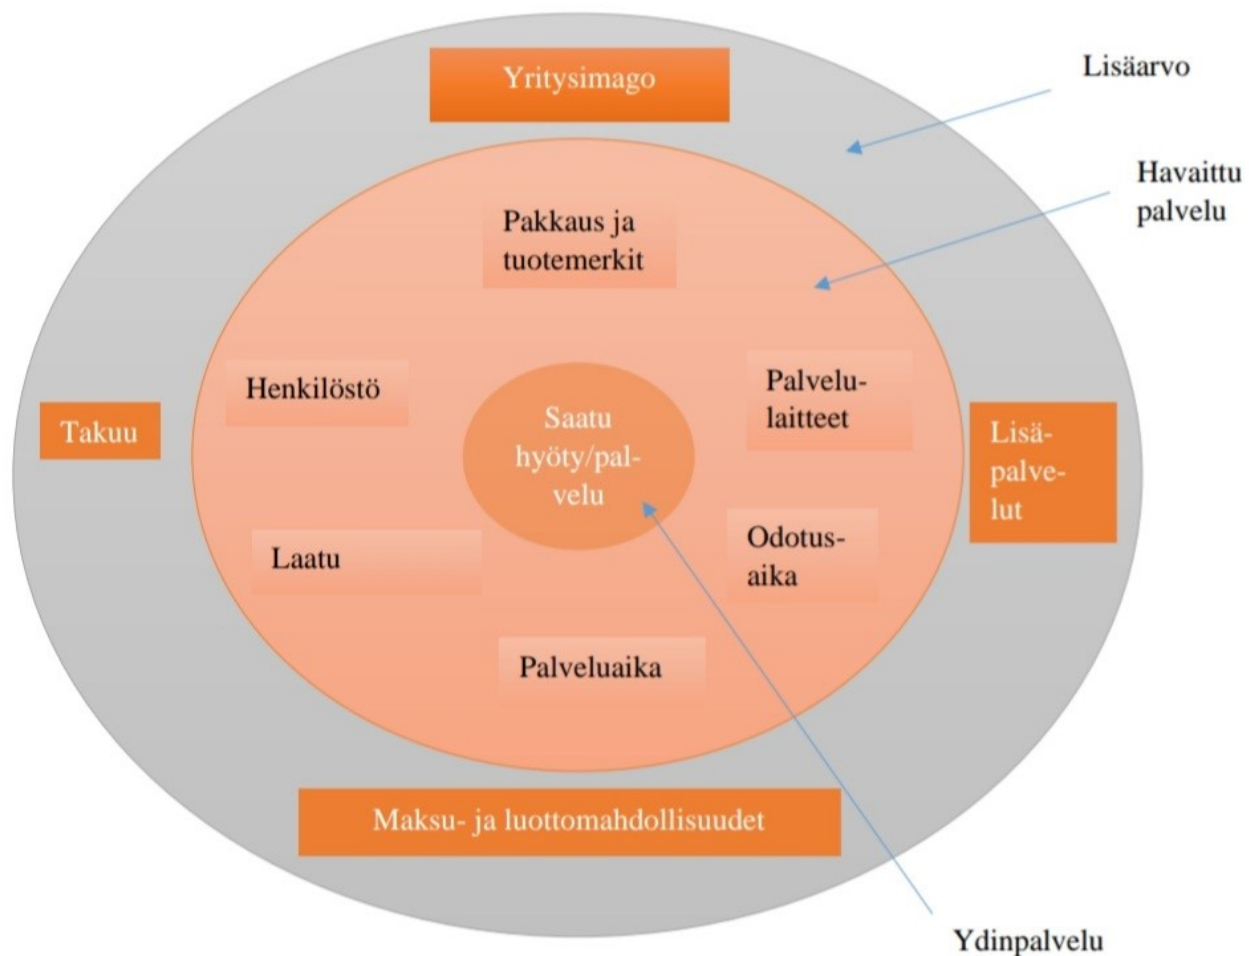 Yritysimago
Lisäarvo
Havaittu
palvelu
Pakkaus ja
tuotemerkit
Henkilöstö
Palvelu-
laitteet
Takuu
Saatu
hyöty/pal-
velu
Lisä-
palve-
lut
Laatu
Odotus-
aika
Palveluaika
Maksu- ja luottomahdollisuudet
Ydinpalvelu